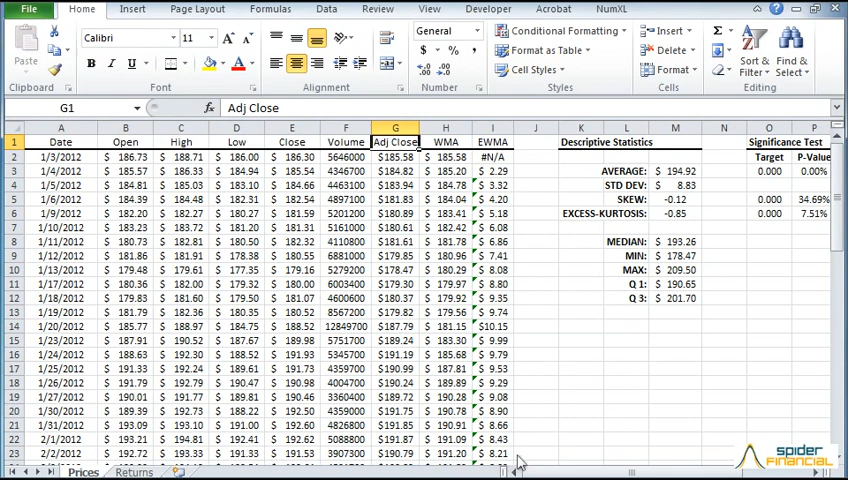 File Home Insert Page Layout Formulas Data Review View Acrobat NumXL
Calibri 11 General Conditional Formatting Insert
Paste Format as Table Delete Sort & Find &
B I U $ % , Cell Styles Format Filter Select
Clipboard Font Alignment Number Styles Cells Editing
G1 fx Adj Close
A B C D E F G H I J K L M N O P
1 Date Open High Low Close Volume Adj Close WMA EWMA Descriptive Statistics Significance Test
2 1/3/2012 $ 186.73 $ 188.71 $ 186.00 $ 186.30 5646000 $185.58 $ 185.58 #N/A Target P-Value
3 1/4/2012 $ 185.57 $ 186.33 $ 184.94 $ 185.54 4346700 $184.82 $ 185.20 $ 2.29 AVERAGE: $ 194.92 0.000 0.00%
4 1/5/2012 $ 184.81 $ 185.03 $ 183.10 $ 184.66 4463100 $183.94 $ 184.78 $ 3.32 STD DEV: $ 8.83
5 1/6/2012 $ 184.39 $ 184.48 $ 182.31 $ 182.54 4897100 $181.83 $ 184.04 $ 4.20 SKEW: -0.12 0.000 34.69%
6 1/9/2012 $ 182.20 $ 182.27 $ 180.27 $ 181.59 5201200 $180.89 $ 183.41 $ 5.18 EXCESS-KURTOSIS: -0.85 0.000 7.51%
7 1/10/2012 $ 183.23 $ 183.72 $ 181.20 $ 181.31 5161000 $180.61 $ 182.42 $ 6.08
8 1/11/2012 $ 180.73 $ 182.81 $ 180.50 $ 182.32 4110800 $181.62 $ 181.78 $ 6.86 MEDIAN: $ 193.26
9 1/12/2012 $ 181.86 $ 181.91 $ 178.38 $ 180.55 6881000 $179.85 $ 180.96 $ 7.41 MIN: $ 178.47
10 1/13/2012 $ 179.48 $ 179.61 $ 177.35 $ 179.16 5279200 $178.47 $ 180.29 $ 8.08 MAX: $ 209.50
11 1/17/2012 $ 180.36 $ 182.00 $ 179.32 $ 180.00 6003400 $179.30 $ 179.97 $ 8.80 Q 1: $ 190.65
12 1/18/2012 $ 179.83 $ 181.60 $ 179.50 $ 181.07 4600600 $180.37 $ 179.92 $ 9.35 Q 3: $ 201.70
13 1/19/2012 $ 181.79 $ 182.36 $ 180.35 $ 180.52 8567200 $179.82 $ 179.56 $ 9.74
14 1/20/2012 $ 185.77 $ 188.97 $ 184.75 $ 188.52 12849700 $187.79 $ 181.15 $10.15
15 1/23/2012 $ 187.91 $ 190.52 $ 187.67 $ 189.98 5751700 $189.24 $ 183.30 $ 9.99
16 1/24/2012 $ 188.63 $ 192.30 $ 188.52 $ 191.93 5345700 $191.19 $ 185.68 $ 9.79
17 1/25/2012 $ 191.33 $ 192.24 $ 189.61 $ 191.73 4359000 $190.99 $ 187.81 $ 9.53
18 1/26/2012 $ 191.79 $ 192.79 $ 190.26 $ 190.98 4004700 $190.24 $ 189.89 $ 9.29
19 1/27/2012 $ 190.01 $ 191.77 $ 188.81 $ 190.46 3360400 $189.72 $ 190.28 $ 9.08
20 1/30/2012 $ 189.39 $ 192.73 $ 188.22 $ 192.50 4359000 $191.75 $ 190.78 $ 8.90
21 1/31/2012 $ 193.09 $ 193.10 $ 191.00 $ 192.60 4826800 $191.85 $ 191.09 $ 8.66
22 2/1/2012 $ 193.21 $ 194.81 $ 192.41 $ 192.62 5088800 $191.87 $ 191.09 $ 8.43
23 2/2/2012 $ 192.72 $ 193.33 $ 191.33 $ 191.53 3907300 $190.79 $ 191.20 $ 8.21
Prices Returns
spider
FINANCIAL